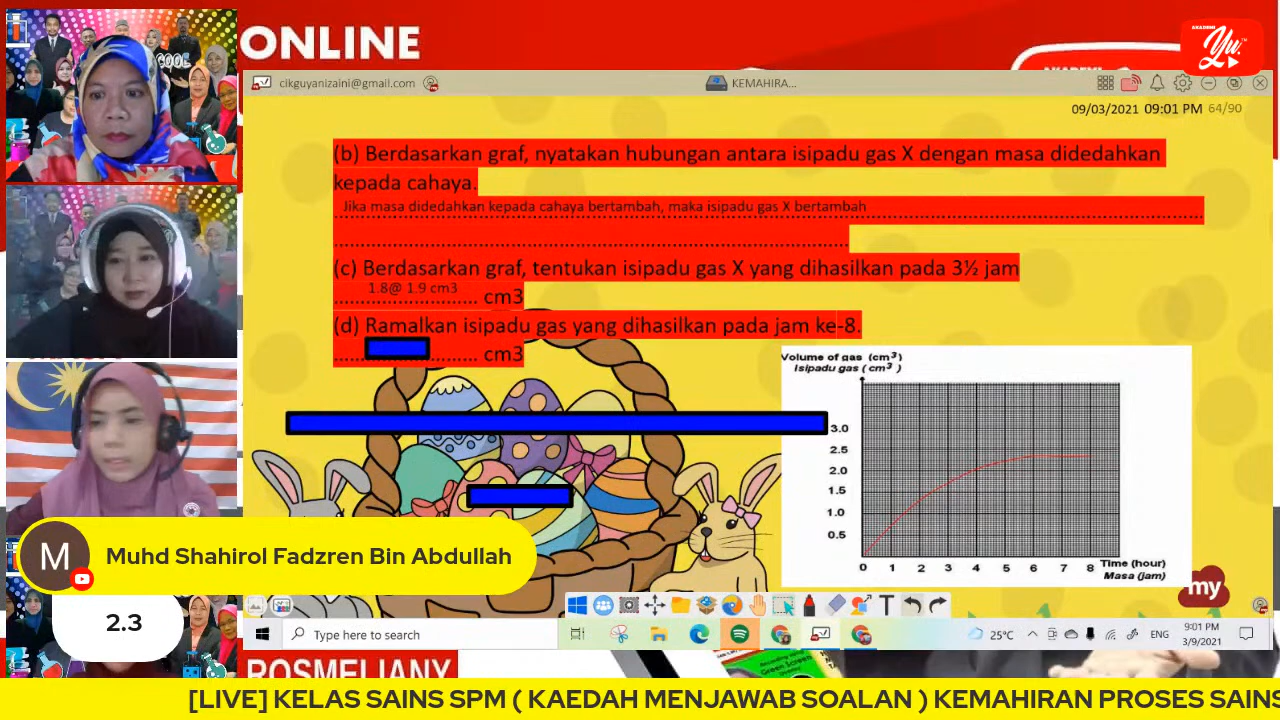 ONLINE
AKADEMI
Yu
COOL
cikguyanizaini@gmail.com
KEMAHIRA...
09/03/2021 09:01 PM 64/90
(b) Berdasarkan graf, nyatakan hubungan antara isipadu gas X dengan masa didedahkan
kepada cahaya.
Jika masa didedahkan kepada cahaya bertambah, maka isipadu gas X bertambah
(c) Berdasarkan graf, tentukan isipadu gas X yang dihasilkan pada 3½ jam
1.8@ 1.9 cm3
........................... cm3
(d) Ramalkan isipadu gas yang dihasilkan pada jam ke-8.
........................... cm3
Volume of gas (cm³)
Isipadu gas (cm³)
3.0
2.5
2.0
1.5
1.0
0.5
0 1 2 3 4 5 6 7 8
Time (hour)
Masa (jam)
my
M
Muhd Shahirol Fadzren Bin Abdullah
2.3
Type here to search
25°C
ENG
9:01 PM
3/9/2021
ROSMELIANY
Green Screen
[LIVE] KELAS SAINS SPM ( KAEDAH MENJAWAB SOALAN ) KEMAHIRAN PROSES SAINS